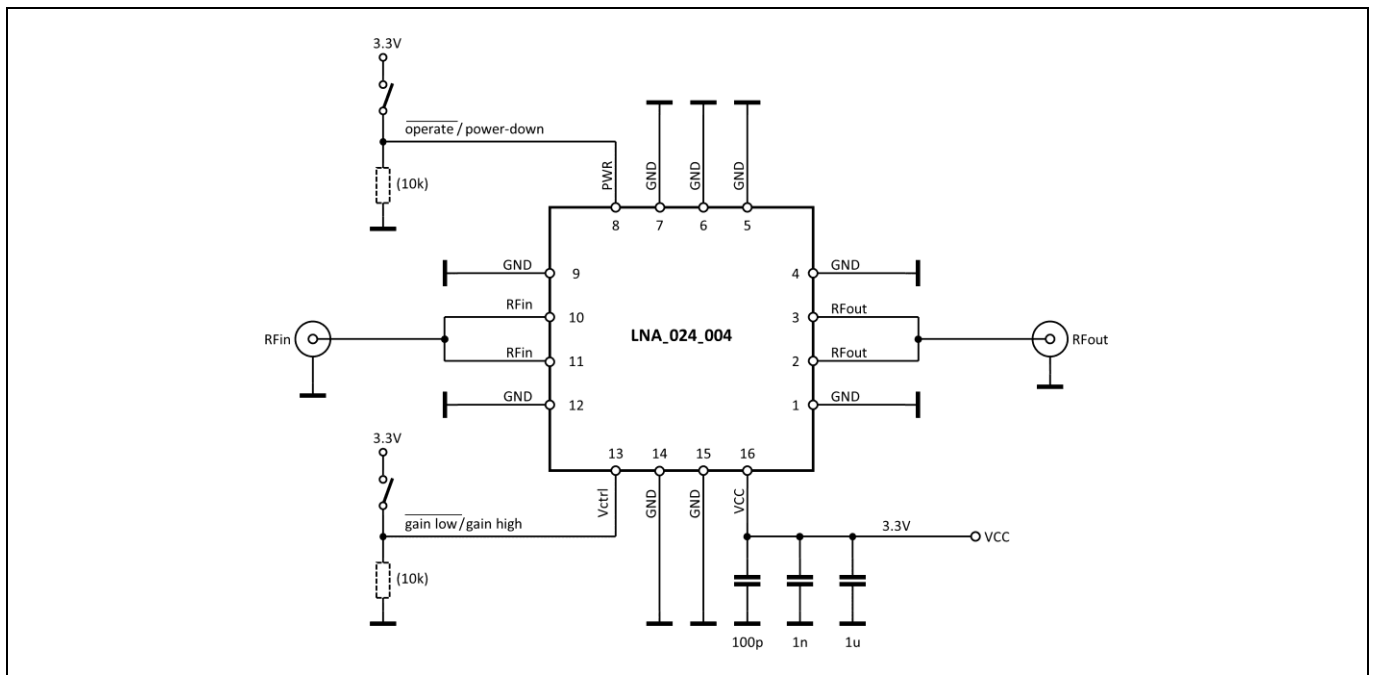 3.3V
operate / power-down
(10k)
PWR
GND
GND
GND
8
7
6
5
GND
9
4
GND
RFin
10
3
RFout
RFin
LNA_024_004
RFout
RFin
11
2
RFout
GND
12
1
GND
3.3V
13
14
15
16
Vctrl
GND
GND
VCC
gain low/gain high
3.3V
VCC
(10k)
100p
1n
1u